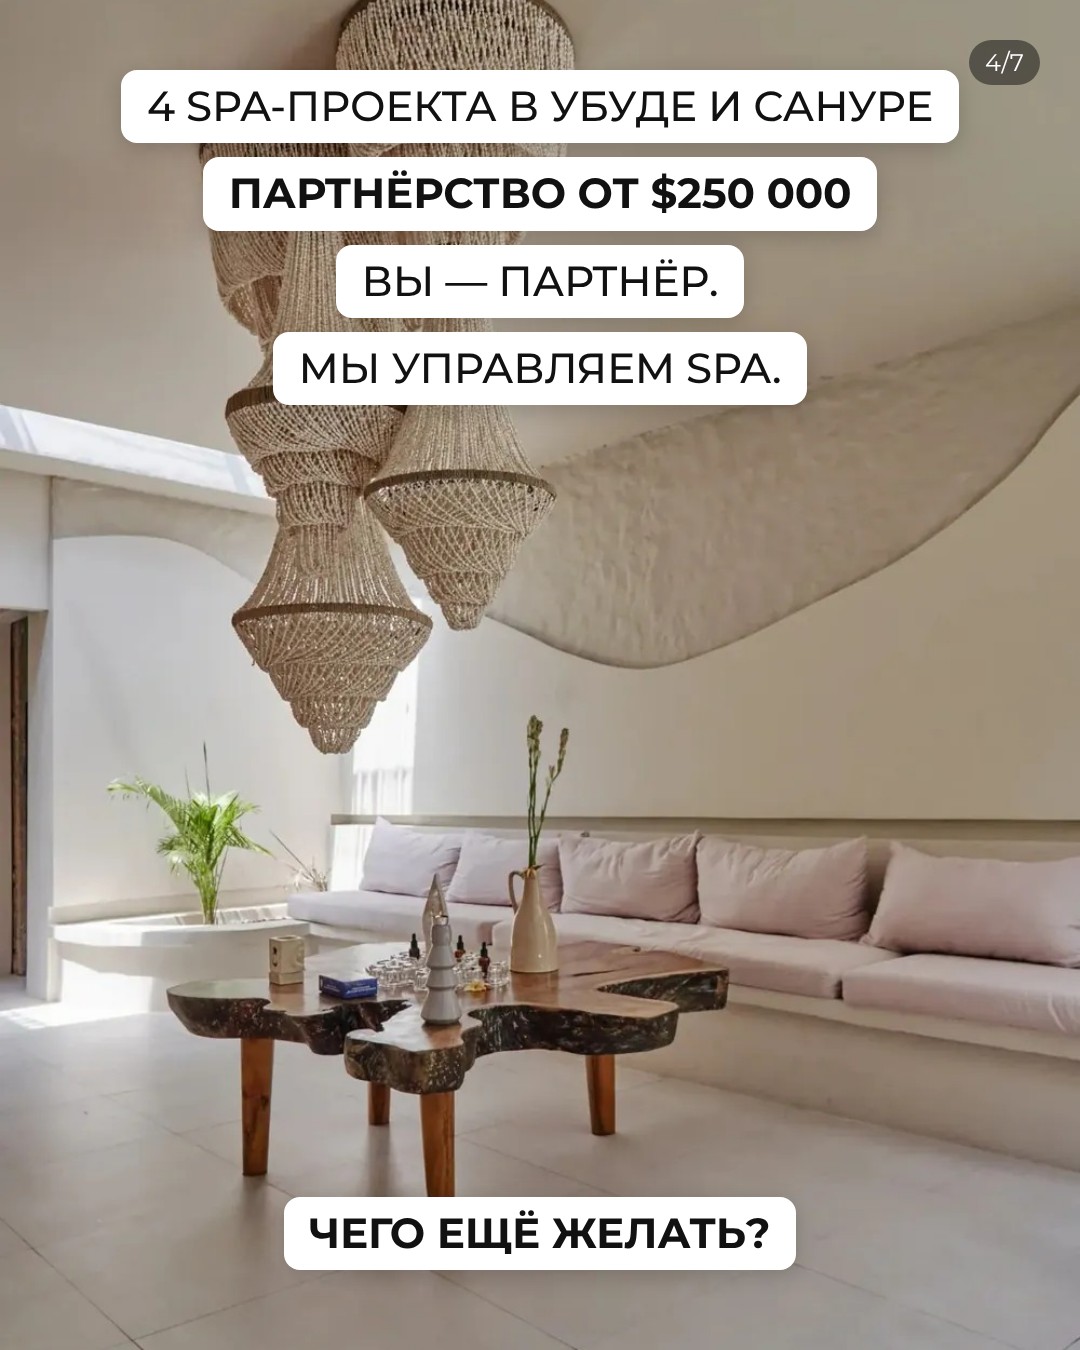 4/7
4 SPA-ПРОЕКТА В УБУДЕ И САНУРЕ
ПАРТНЁРСТВО ОТ $250 000
ВЫ — ПАРТНЁР.
МЫ УПРАВЛЯЕМ SPA.
ЧЕГО ЕЩЁ ЖЕЛАТЬ?